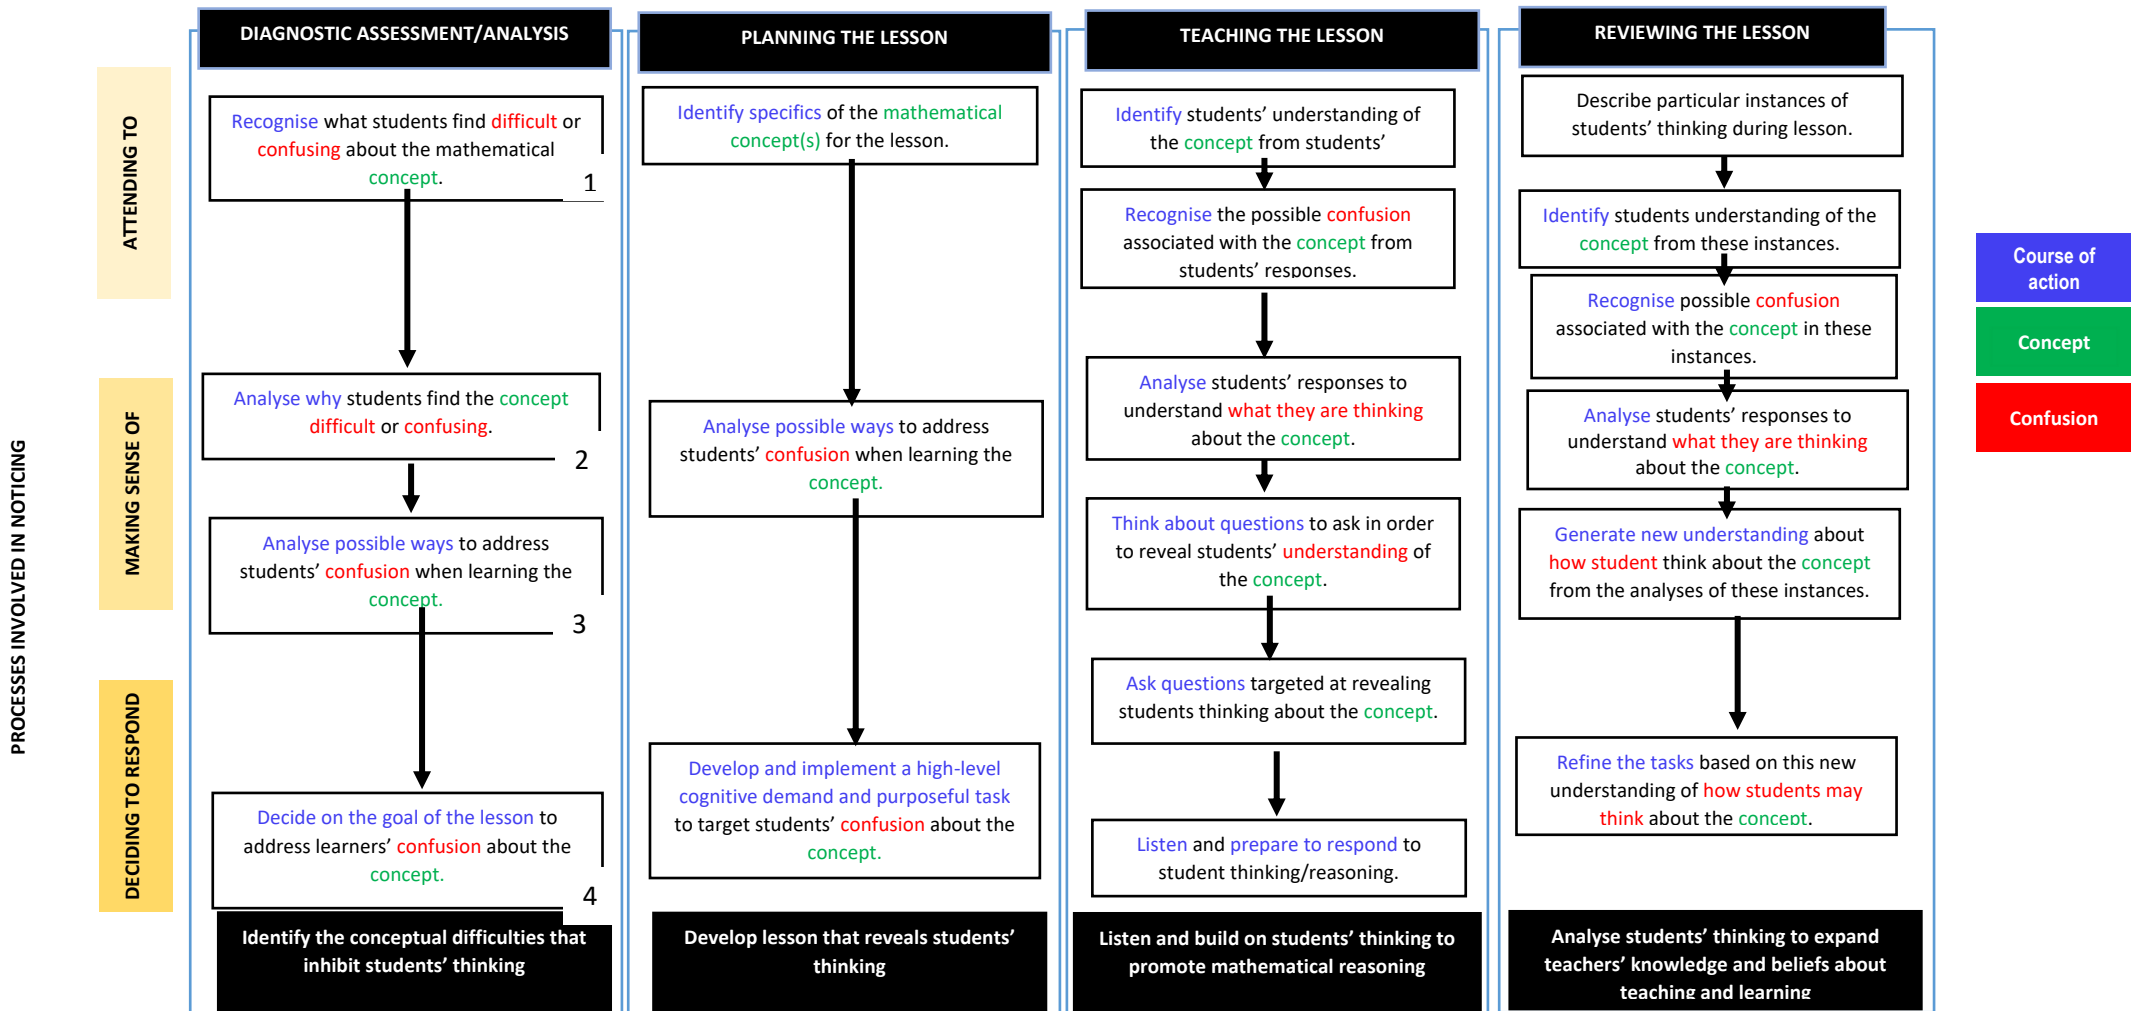 PROCESSES INVOLVED IN NOTICING
ATTENDING TO
MAKING SENSE OF
DECIDING TO RESPOND
DIAGNOSTIC ASSESSMENT/ANALYSIS
Recognise what students find difficult or
confusing about the mathematical
concept.
1
Analyse why students find the concept
difficult or confusing.
2
Analyse possible ways to address
students’ confusion when learning the
concept.
3
Decide on the goal of the lesson to
address learners’ confusion about the
concept.
4
Identify the conceptual difficulties that
inhibit students’ thinking
PLANNING THE LESSON
Identify specifics of the mathematical
concept(s) for the lesson.
Analyse possible ways to address
students’ confusion when learning the
concept.
Develop and implement a high-level
cognitive demand and purposeful task
to target students’ confusion about the
concept.
Develop lesson that reveals students’
thinking
TEACHING THE LESSON
Identify students’ understanding of
the concept from students’
Recognise the possible confusion
associated with the concept from
students’ responses.
Analyse students’ responses to
understand what they are thinking
about the concept.
Think about questions to ask in order
to reveal students’ understanding of
the concept.
Ask questions targeted at revealing
students thinking about the concept.
Listen and prepare to respond to
student thinking/reasoning.
Listen and build on students’ thinking to
promote mathematical reasoning
REVIEWING THE LESSON
Describe particular instances of
students’ thinking during lesson.
Identify students understanding of the
concept from these instances.
Recognise possible confusion
associated with the concept in these
instances.
Analyse students’ responses to
understand what they are thinking
about the concept.
Generate new understanding about
how student think about the concept
from the analyses of these instances.
Refine the tasks based on this new
understanding of how students may
think about the concept.
Analyse students’ thinking to expand
teachers’ knowledge and beliefs about
teaching and learning
Course of
action
Concept
Confusion